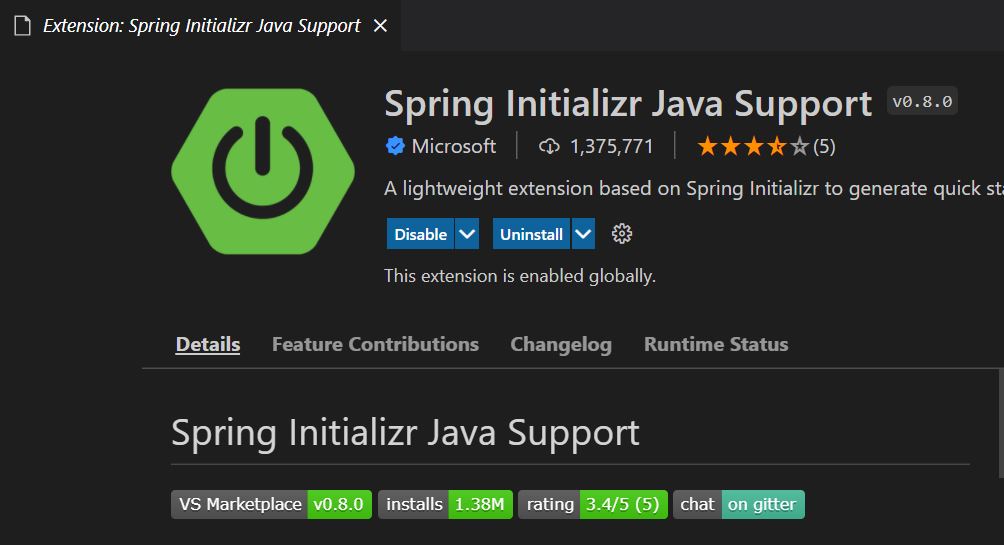 Extension: Spring Initializr Java Support
Spring Initializr Java Support v0.8.0
Microsoft 1,375,771 (5)
A lightweight extension based on Spring Initializr to generate quick
Disable Uninstall
This extension is enabled globally.
Details Feature Contributions Changelog Runtime Status
Spring Initializr Java Support
VS Marketplace v0.8.0 installs 1.38M rating 3.4/5 (5) chat on gitter